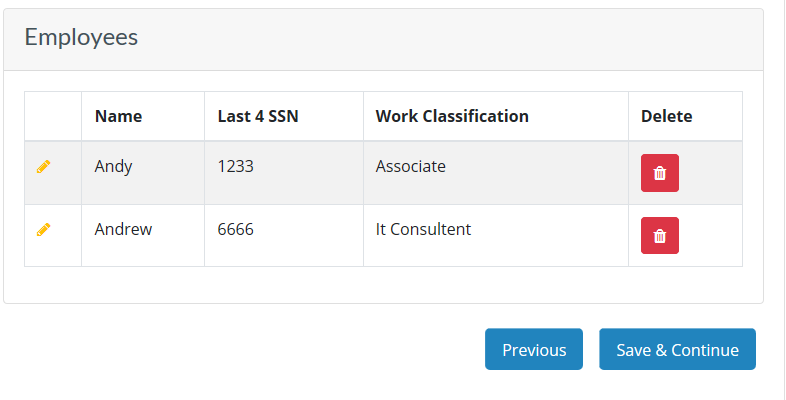 Employees
Name Last 4 SSN Work Classification Delete
Andy 1233 Associate
Andrew 6666 It Consultent
Previous Save & Continue